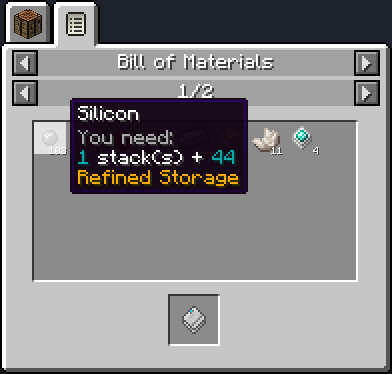 Bill of Materials
1/2
Silicon
You need:
1 stack(s) + 44
Refined Storage
108
11
4